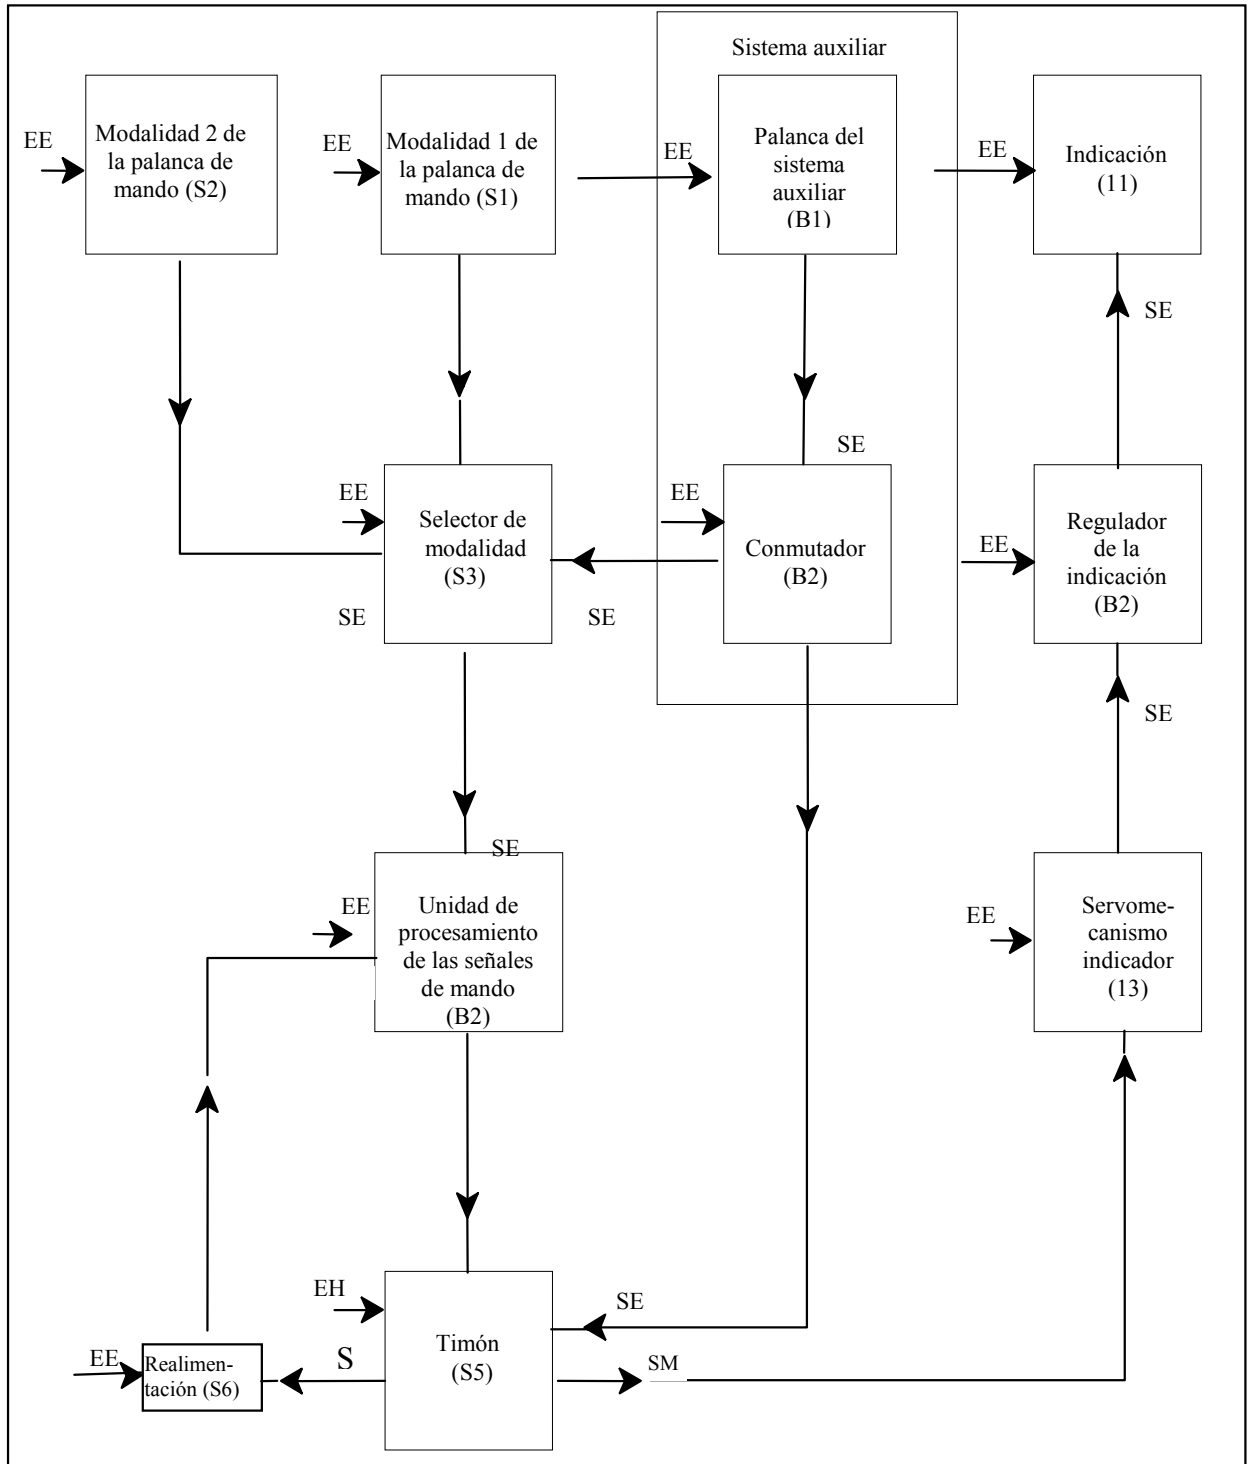 Sistema auxiliar
EE
Modalidad 2 de
la palanca de
mando (S2)
EE
Modalidad 1 de
la palanca de
mando (S1)
EE
Palanca del
sistema
auxiliar
(B1)
EE
Indicación
(11)
SE
SE
EE
Selector de
modalidad
(S3)
EE
Conmutador
(B2)
EE
Regulador
de la
indicación
(B2)
SE
SE
SE
SE
EE
Unidad de
procesamiento
de las señales
de mando
(B2)
EE
Servome-
canismo
indicador
(13)
EH
Timón
(S5)
SE
SM
S
EE
Realimen-
tación (S6)